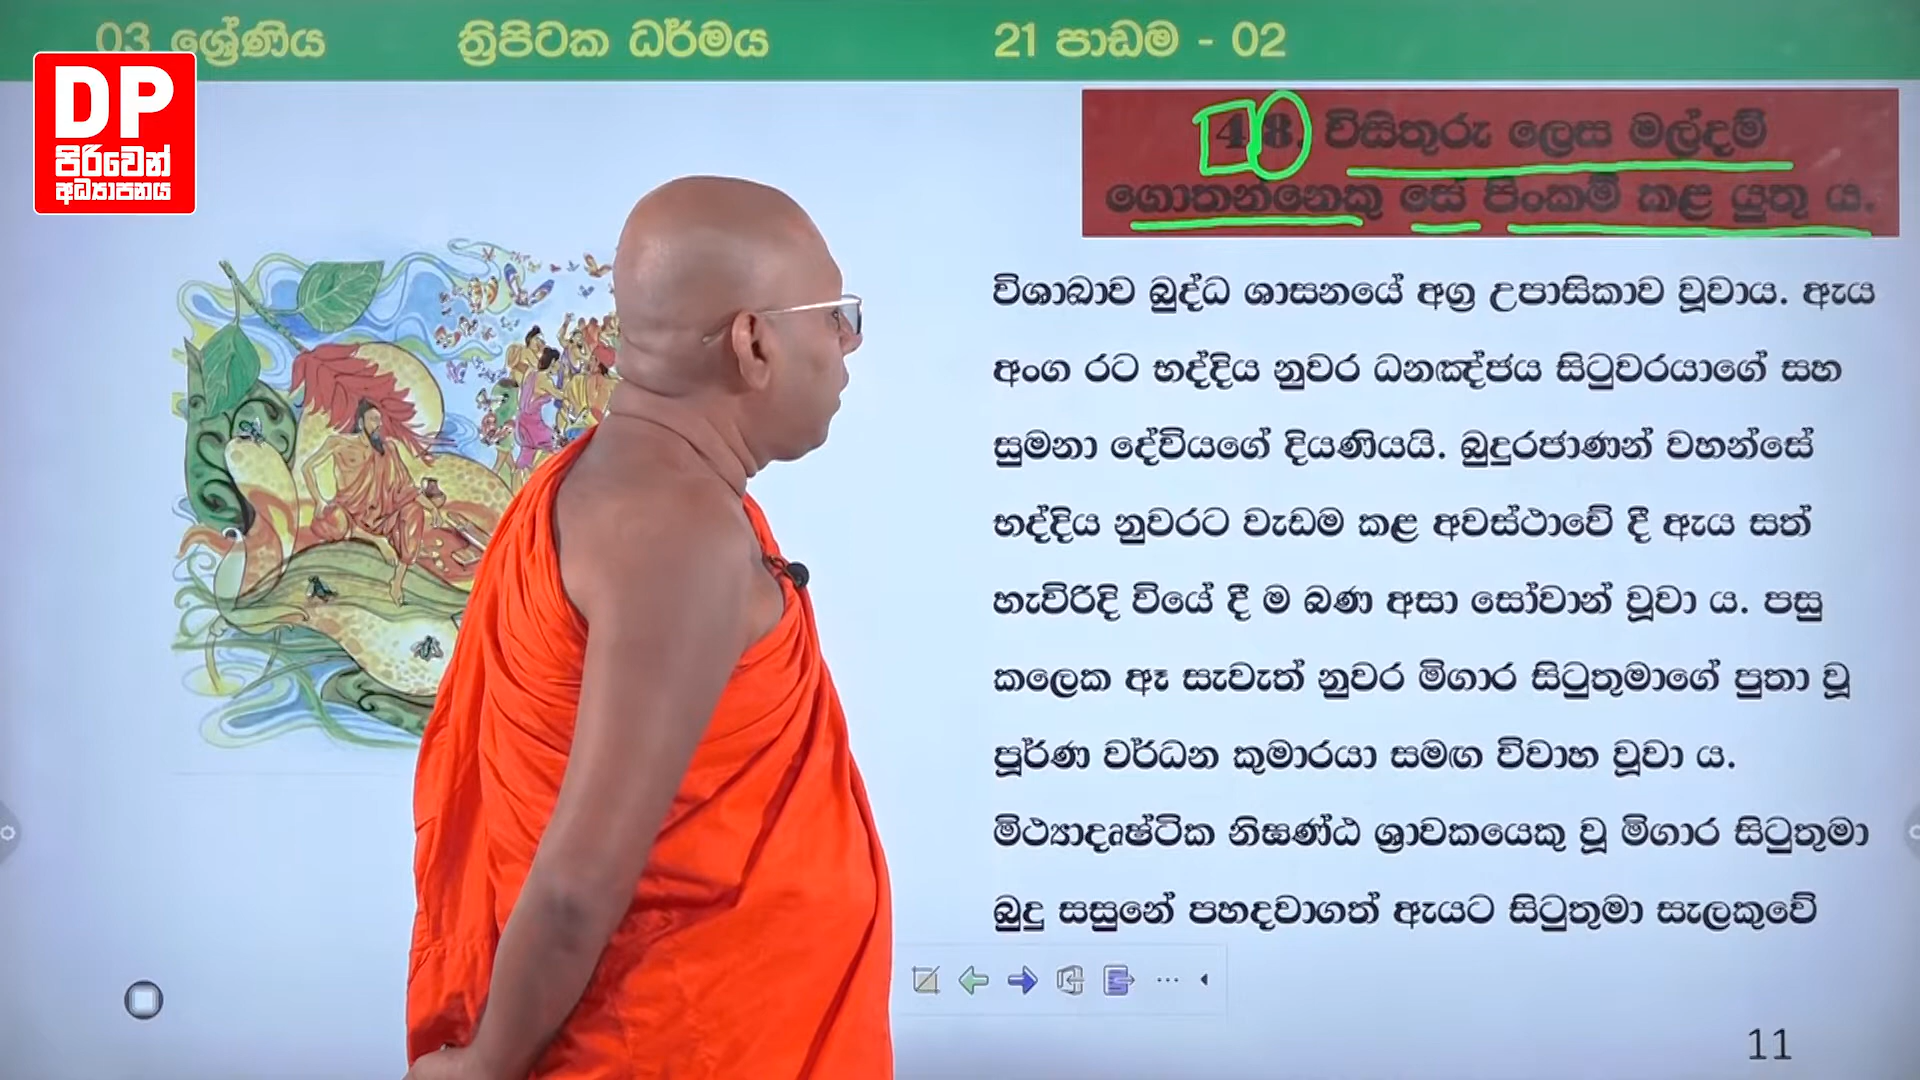 03 ශ්‍රේණිය ත්‍රිපිටක ධර්මය 21 පාඩම - 02
DP
පිරිවෙන්
අධ්‍යාපනය
4.8. විසිතුරු ලෙස මල්දම්
ගොතන්නෙකු සේ පිංකම් කළ යුතු ය.
විශාඛාව බුද්ධ ශාසනයේ අග්‍ර උපාසිකාව වූවාය. ඇය
අංග රට භද්දිය නුවර ධනඤ්ජය සිටුවරයාගේ සහ
සුමනා දේවියගේ දියණියයි. බුදුරජාණන් වහන්සේ
භද්දිය නුවරට වැඩම කළ අවස්ථාවේ දී ඇය සත්
හැවිරිදි වියේ දී ම බණ අසා සෝවාන් වූවා ය. පසු
කලෙක ඈ සැවැත් නුවර මිගාර සිටුතුමාගේ පුතා වූ
පූර්ණ වර්ධන කුමාරයා සමඟ විවාහ වූවා ය.
මිථ්‍යාදෘෂ්ටික නිඝණ්ඨ ශ්‍රාවකයෙකු වූ මිගාර සිටුතුමා
බුදු සසුනේ පහදවාගත් ඇයට සිටුතුමා සැලකුවේ
11